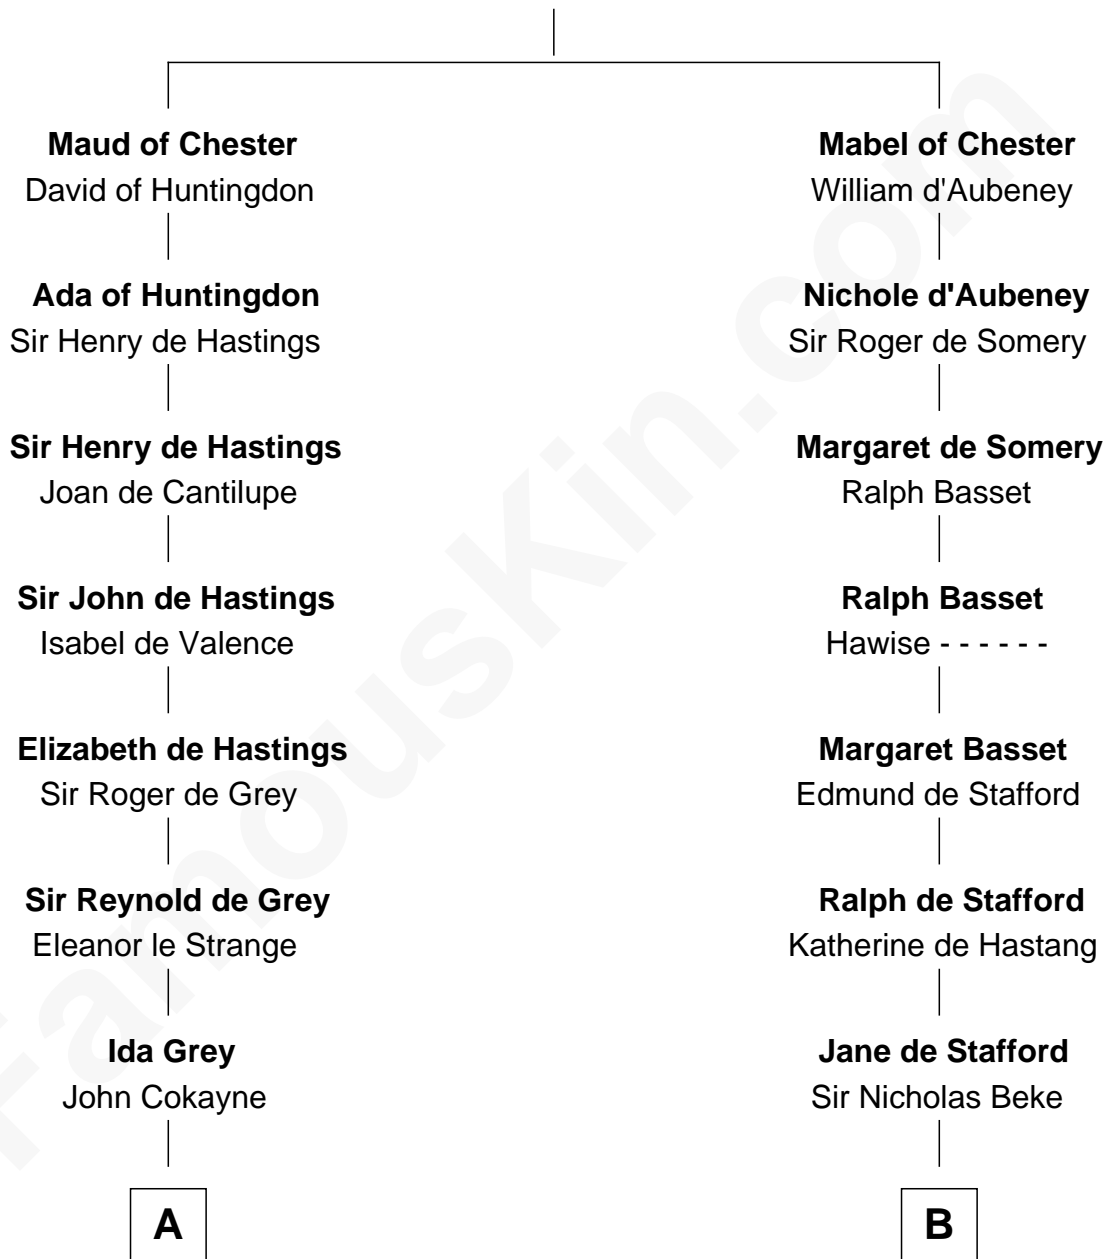 Maud of Chester
David of Huntingdon
Ada of Huntingdon
Sir Henry de Hastings
Sir Henry de Hastings
Joan de Cantilupe
Sir John de Hastings
Isabel de Valence
Elizabeth de Hastings
Sir Roger de Grey
Sir Reynold de Grey
Eleanor le Strange
Ida Grey
John Cokayne
A
Mabel of Chester
William d'Aubeney
Nichole d'Aubeney
Sir Roger de Somery
Margaret de Somery
Ralph Basset
Ralph Basset
Hawise - - - - - -
Margaret Basset
Edmund de Stafford
Ralph de Stafford
Katherine de Hastang
Jane de Stafford
Sir Nicholas Beke
B
FamousKin.com